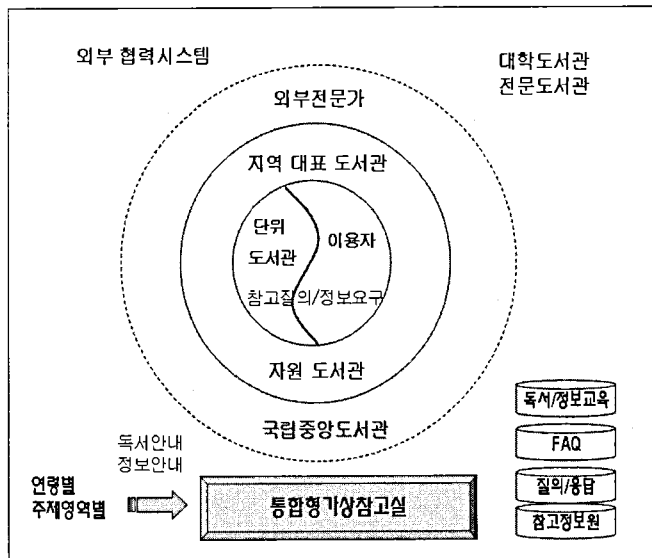 외부 협력시스템
대학도서관
전문도서관
외부전문가
지역 대표 도서관
단위
도서관
이용자
참고질의/정보요구
자원 도서관
국립중앙도서관
독서/정보교육
FAQ
질의/응답
참고정보원
독서안내
정보안내
연령별
주제영역별
통합형가상참고실